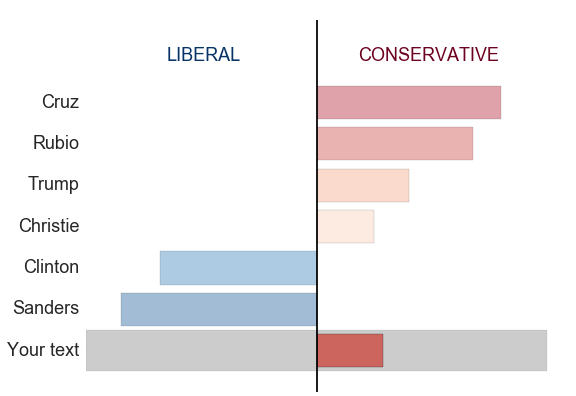 LIBERAL CONSERVATIVE
Cruz
Rubio
Trump
Christie
Clinton
Sanders
Your text